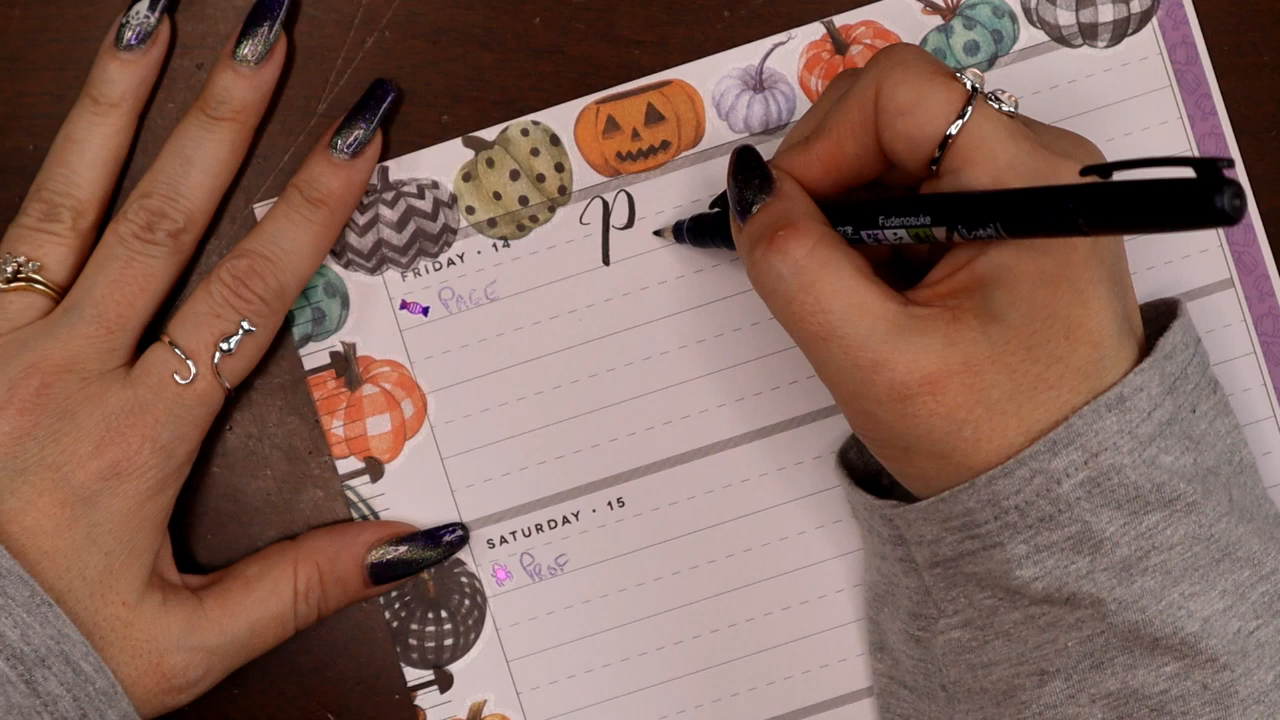 p
FRIDAY · 14
PAGE
SATURDAY · 15
PROF
Fudenosuke